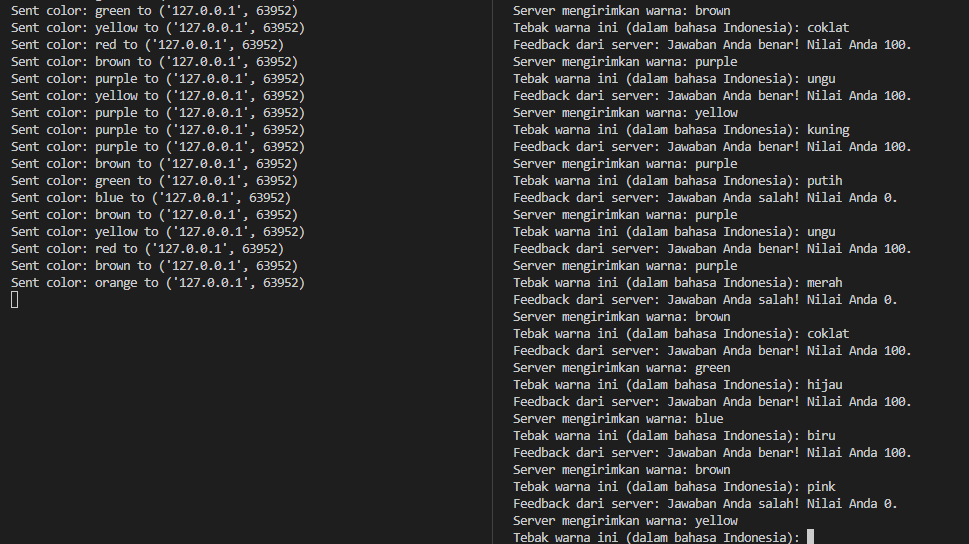 Sent color: green to ('127.0.0.1', 63952)
Sent color: yellow to ('127.0.0.1', 63952)
Sent color: red to ('127.0.0.1', 63952)
Sent color: brown to ('127.0.0.1', 63952)
Sent color: purple to ('127.0.0.1', 63952)
Sent color: yellow to ('127.0.0.1', 63952)
Sent color: purple to ('127.0.0.1', 63952)
Sent color: purple to ('127.0.0.1', 63952)
Sent color: purple to ('127.0.0.1', 63952)
Sent color: brown to ('127.0.0.1', 63952)
Sent color: green to ('127.0.0.1', 63952)
Sent color: blue to ('127.0.0.1', 63952)
Sent color: brown to ('127.0.0.1', 63952)
Sent color: yellow to ('127.0.0.1', 63952)
Sent color: red to ('127.0.0.1', 63952)
Sent color: brown to ('127.0.0.1', 63952)
Sent color: orange to ('127.0.0.1', 63952)
Server mengirimkan warna: brown
Tebak warna ini (dalam bahasa Indonesia): coklat
Feedback dari server: Jawaban Anda benar! Nilai Anda 100.
Server mengirimkan warna: purple
Tebak warna ini (dalam bahasa Indonesia): ungu
Feedback dari server: Jawaban Anda benar! Nilai Anda 100.
Server mengirimkan warna: yellow
Tebak warna ini (dalam bahasa Indonesia): kuning
Feedback dari server: Jawaban Anda benar! Nilai Anda 100.
Server mengirimkan warna: purple
Tebak warna ini (dalam bahasa Indonesia): putih
Feedback dari server: Jawaban Anda salah! Nilai Anda 0.
Server mengirimkan warna: purple
Tebak warna ini (dalam bahasa Indonesia): ungu
Feedback dari server: Jawaban Anda benar! Nilai Anda 100.
Server mengirimkan warna: purple
Tebak warna ini (dalam bahasa Indonesia): merah
Feedback dari server: Jawaban Anda salah! Nilai Anda 0.
Server mengirimkan warna: brown
Tebak warna ini (dalam bahasa Indonesia): coklat
Feedback dari server: Jawaban Anda benar! Nilai Anda 100.
Server mengirimkan warna: green
Tebak warna ini (dalam bahasa Indonesia): hijau
Feedback dari server: Jawaban Anda benar! Nilai Anda 100.
Server mengirimkan warna: blue
Tebak warna ini (dalam bahasa Indonesia): biru
Feedback dari server: Jawaban Anda benar! Nilai Anda 100.
Server mengirimkan warna: brown
Tebak warna ini (dalam bahasa Indonesia): pink
Feedback dari server: Jawaban Anda salah! Nilai Anda 0.
Server mengirimkan warna: yellow
Tebak warna ini (dalam bahasa Indonesia):